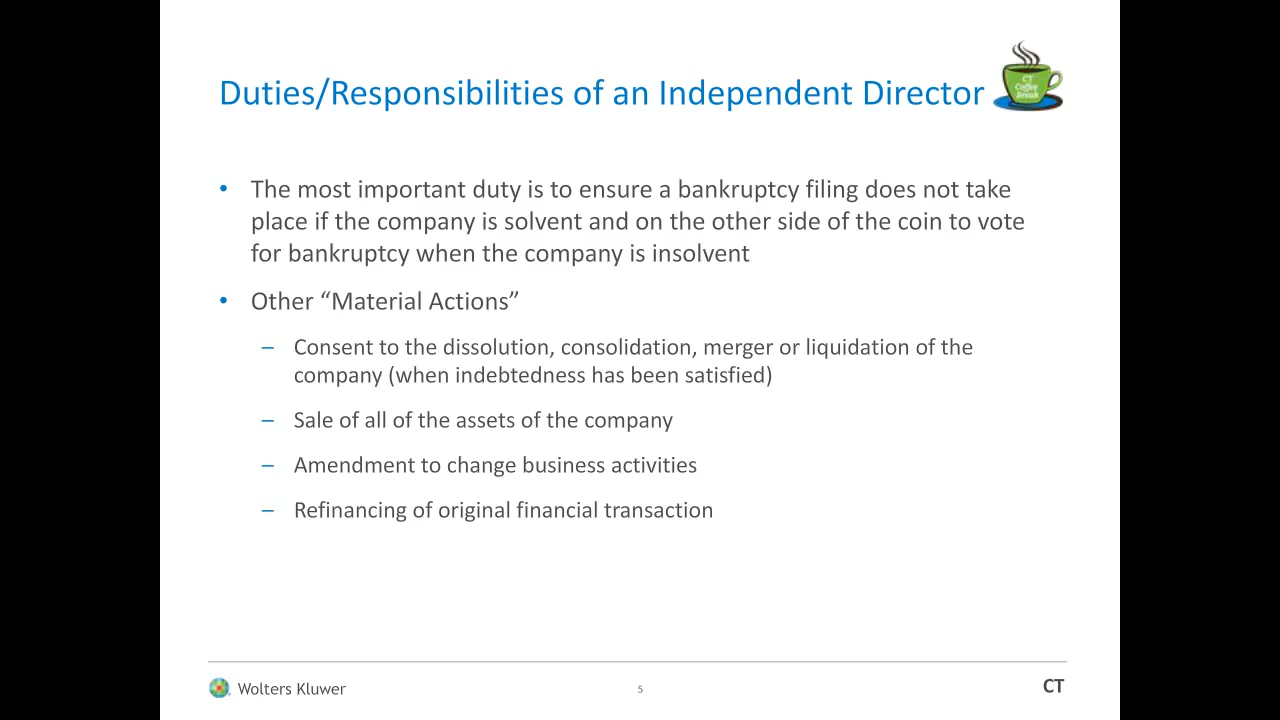 Duties/Responsibilities of an Independent Director
CT
Coffee
Break
• The most important duty is to ensure a bankruptcy filing does not take
place if the company is solvent and on the other side of the coin to vote
for bankruptcy when the company is insolvent
• Other “Material Actions”
– Consent to the dissolution, consolidation, merger or liquidation of the
company (when indebtedness has been satisfied)
– Sale of all of the assets of the company
– Amendment to change business activities
– Refinancing of original financial transaction
Wolters Kluwer
5
CT